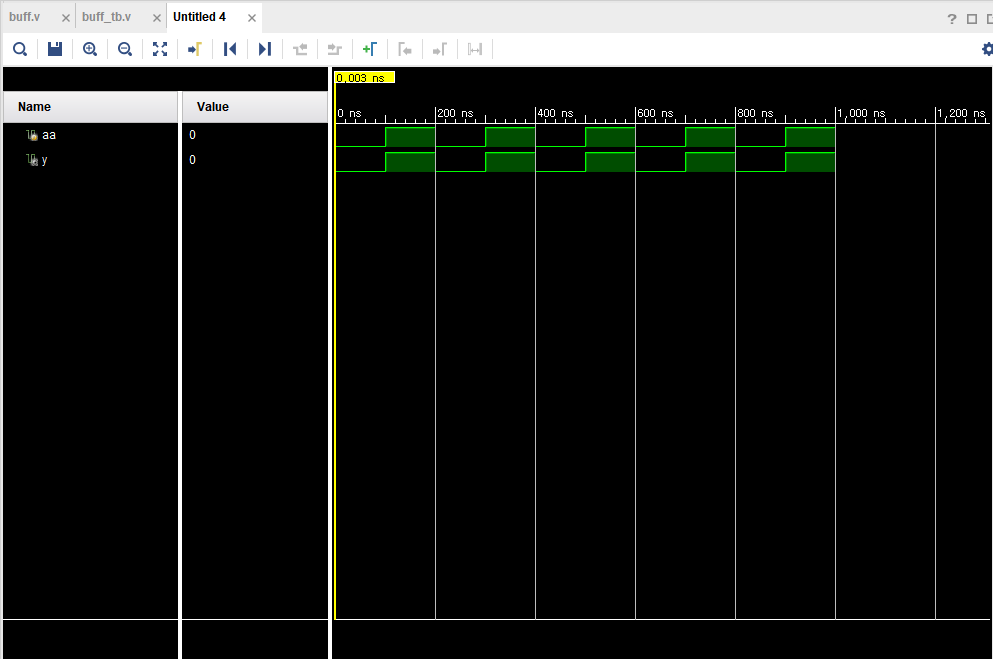 buff.v buff_tb.v Untitled 4
?
0.003 ns
Name Value
0 ns 200 ns 400 ns 600 ns 800 ns 1,000 ns 1,200 ns
aa 0
y 0